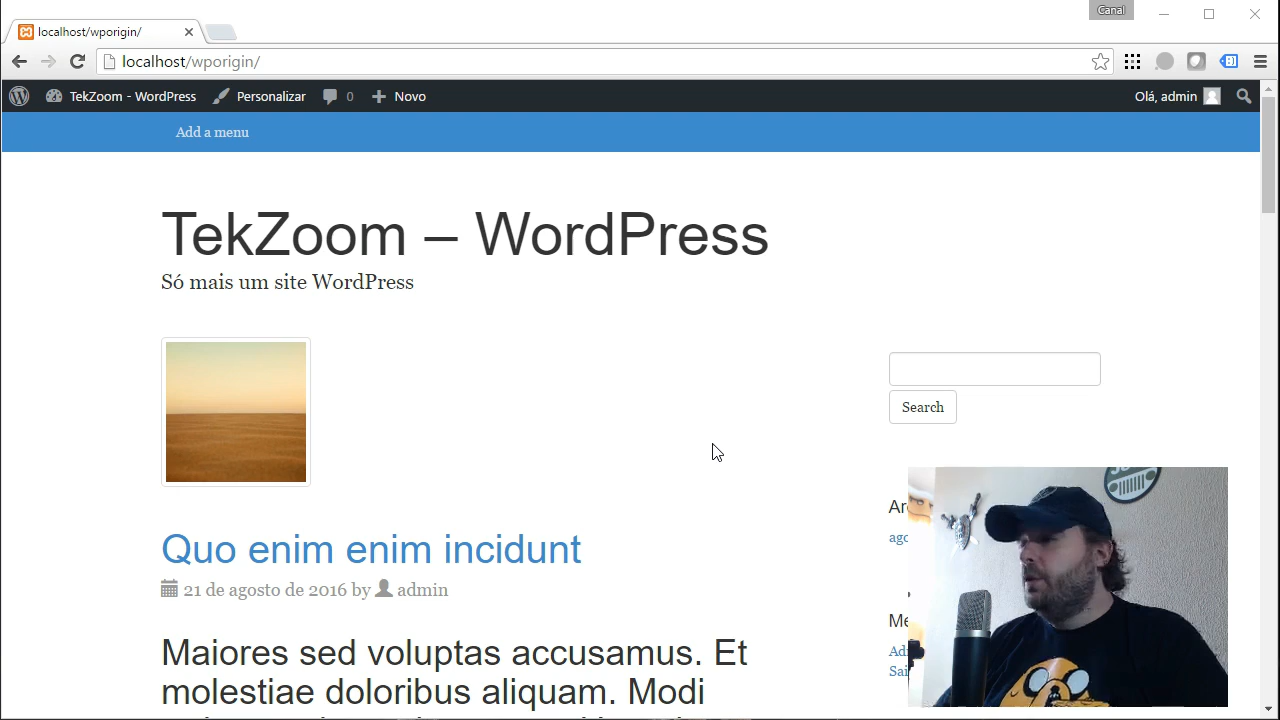 Canal
localhost/wporigin/
localhost/wporigin/
TekZoom - WordPress Personalizar 0 Novo Olá, admin
Add a menu
TekZoom – WordPress
Só mais um site WordPress
Search
Quo enim enim incidunt
21 de agosto de 2016 by admin
Maiores sed voluptas accusamus. Et
molestiae doloribus aliquam. Modi